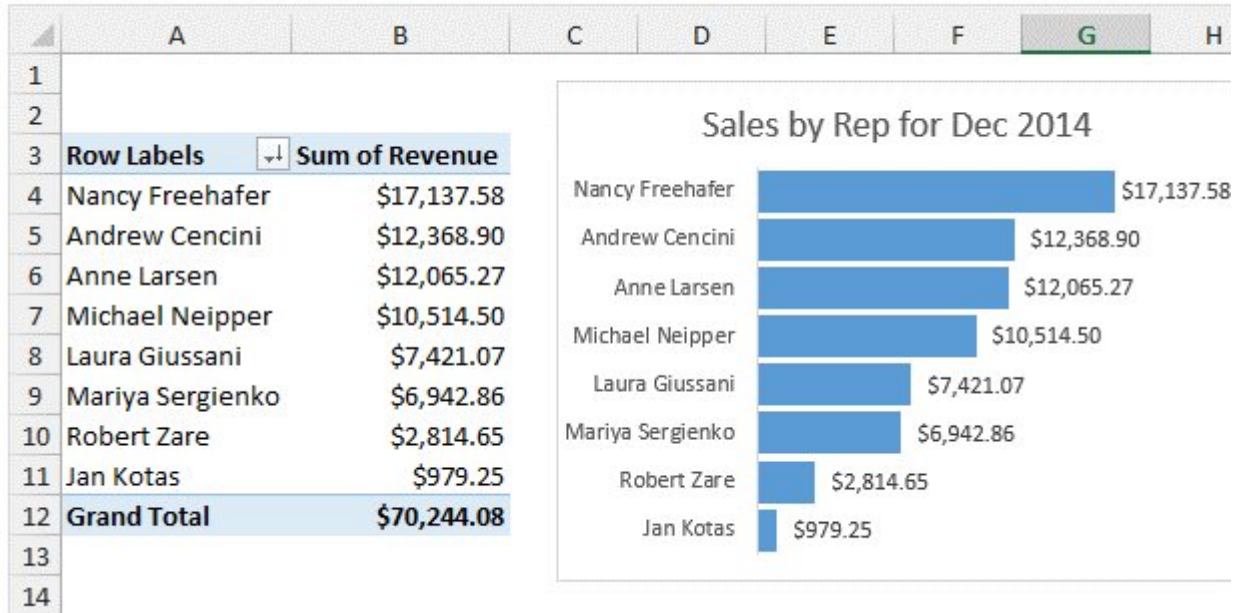 A B C D E F G H
1
2
3 Row Labels Sum of Revenue
4 Nancy Freehafer $17,137.58
5 Andrew Cencini $12,368.90
6 Anne Larsen $12,065.27
7 Michael Neipper $10,514.50
8 Laura Giussani $7,421.07
9 Mariya Sergienko $6,942.86
10 Robert Zare $2,814.65
11 Jan Kotas $979.25
12 Grand Total $70,244.08
13
14
Sales by Rep for Dec 2014
Nancy Freehafer $17,137.58
Andrew Cencini $12,368.90
Anne Larsen $12,065.27
Michael Neipper $10,514.50
Laura Giussani $7,421.07
Mariya Sergienko $6,942.86
Robert Zare $2,814.65
Jan Kotas $979.25